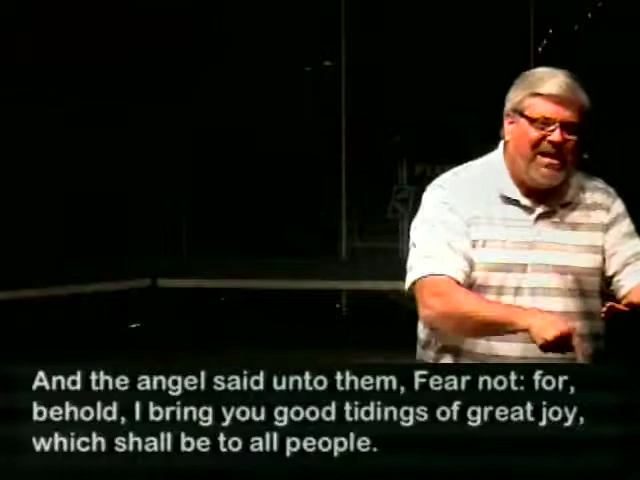 And the angel said unto them, Fear not: for,
behold, I bring you good tidings of great joy,
which shall be to all people.